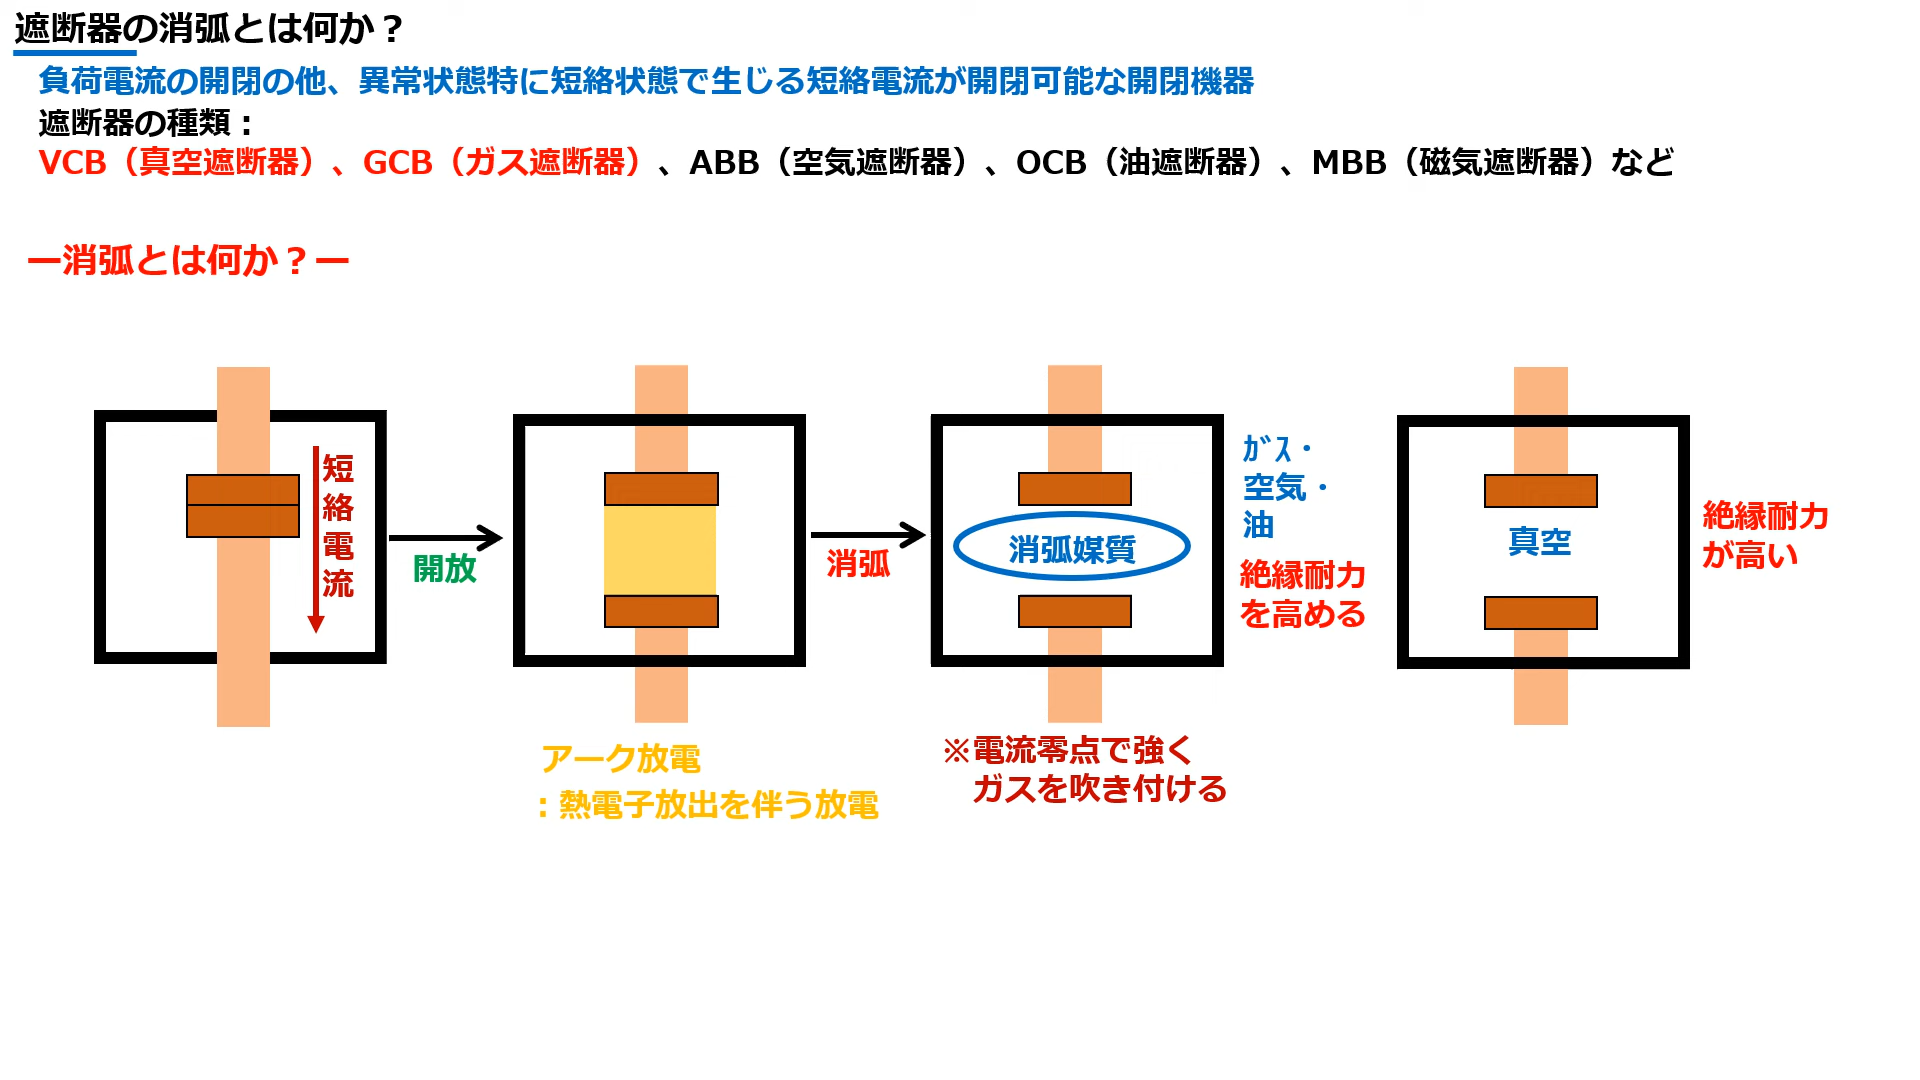 遮断器の消弧とは何か？
負荷電流の開閉の他、異常状態特に短絡状態で生じる短絡電流が開閉可能な開閉機器
遮断器の種類：
VCB（真空遮断器）、GCB（ガス遮断器）、ABB（空気遮断器）、OCB（油遮断器）、MBB（磁気遮断器）など
ー消弧とは何か？ー
短絡電流
開放
アーク放電
：熱電子放出を伴う放電
消弧
消弧媒質
ｶﾞｽ・
空気・
油
絶縁耐力
を高める
※電流零点で強く
ガスを吹き付ける
真空
絶縁耐力
が高い